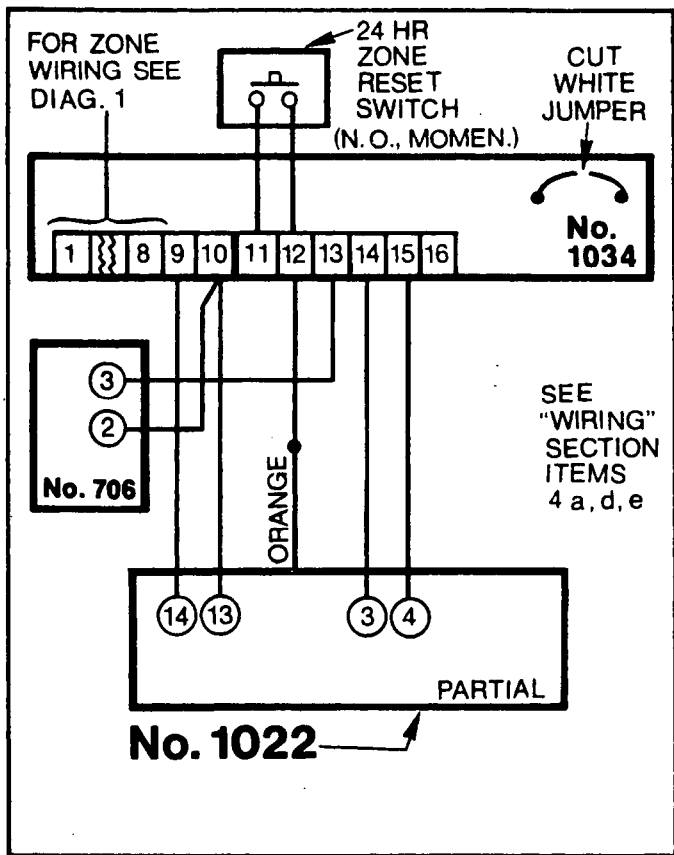 FOR ZONE
WIRING SEE
DIAG. 1
24 HR
ZONE
RESET
SWITCH
(N.O., MOMEN.)
CUT
WHITE
JUMPER
No.
1034
1 8 9 10 11 12 13 14 15 16
3
2
No. 706
ORANGE
SEE
"WIRING"
SECTION
ITEMS
4 a, d, e
14 13 3 4
PARTIAL
No. 1022